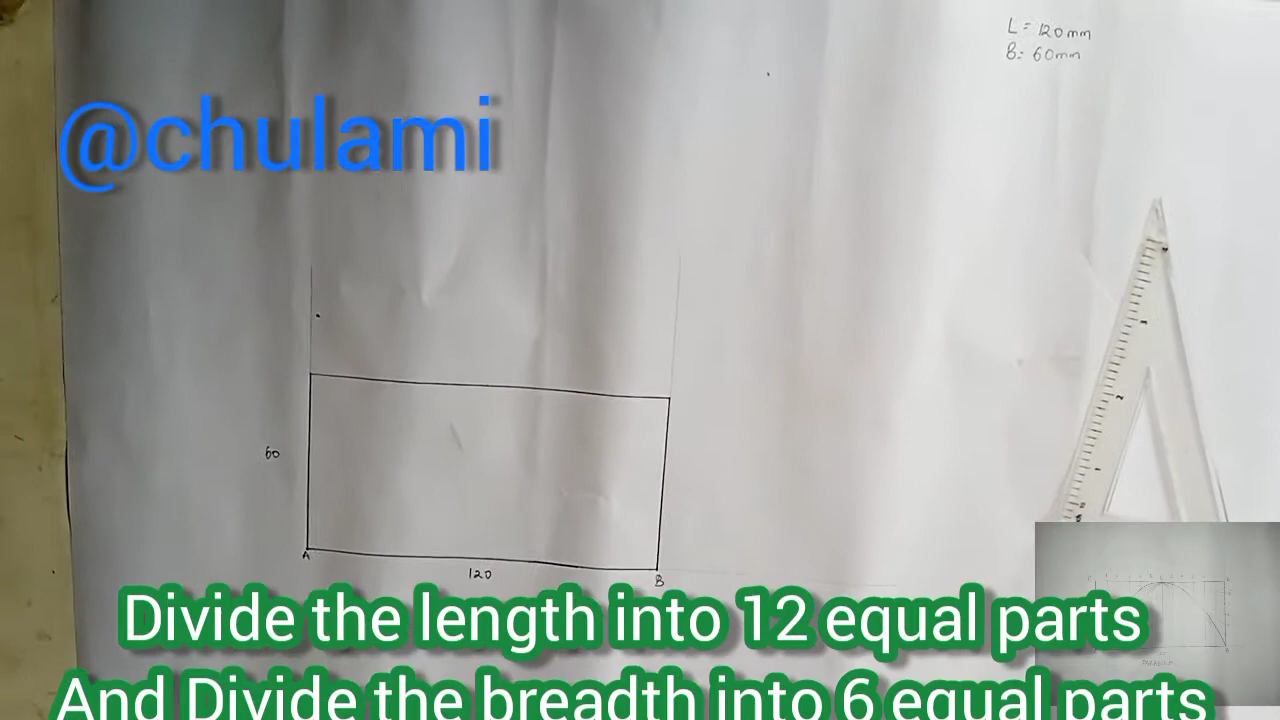 L = 120mm
B: 60mm
@chulami
60
A
120
B
Divide the length into 12 equal parts
And Divide the breadth into 6 equal parts
PARABOLA